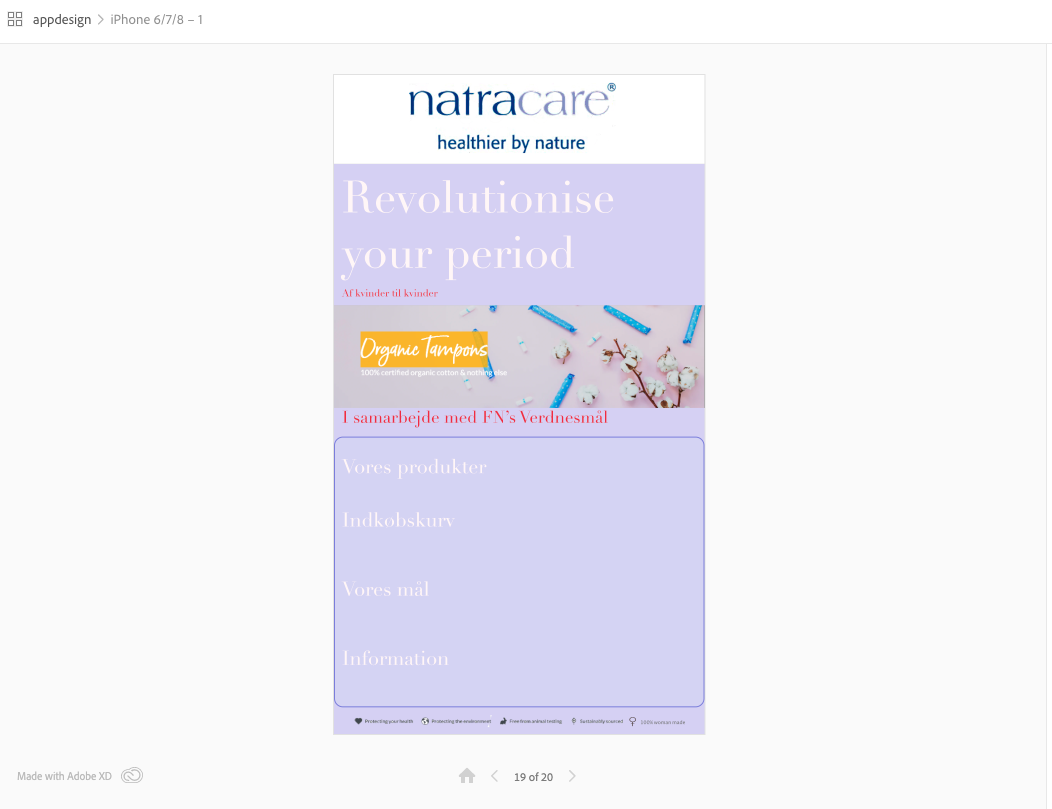 appdesign > iPhone 6/7/8 – 1
natracare®
healthier by nature
Revolutionise
your period
Af kvinder til kvinder
Organic Tampons
100% certified organic cotton & nothing else
I samarbejde med FN's Verdnesmål
Vores produkter
Indkøbskurv
Vores mål
Information
Protecting your health Protecting the environment Free from animal testing Sustainably sourced 100% woman made
Made with Adobe XD 19 of 20